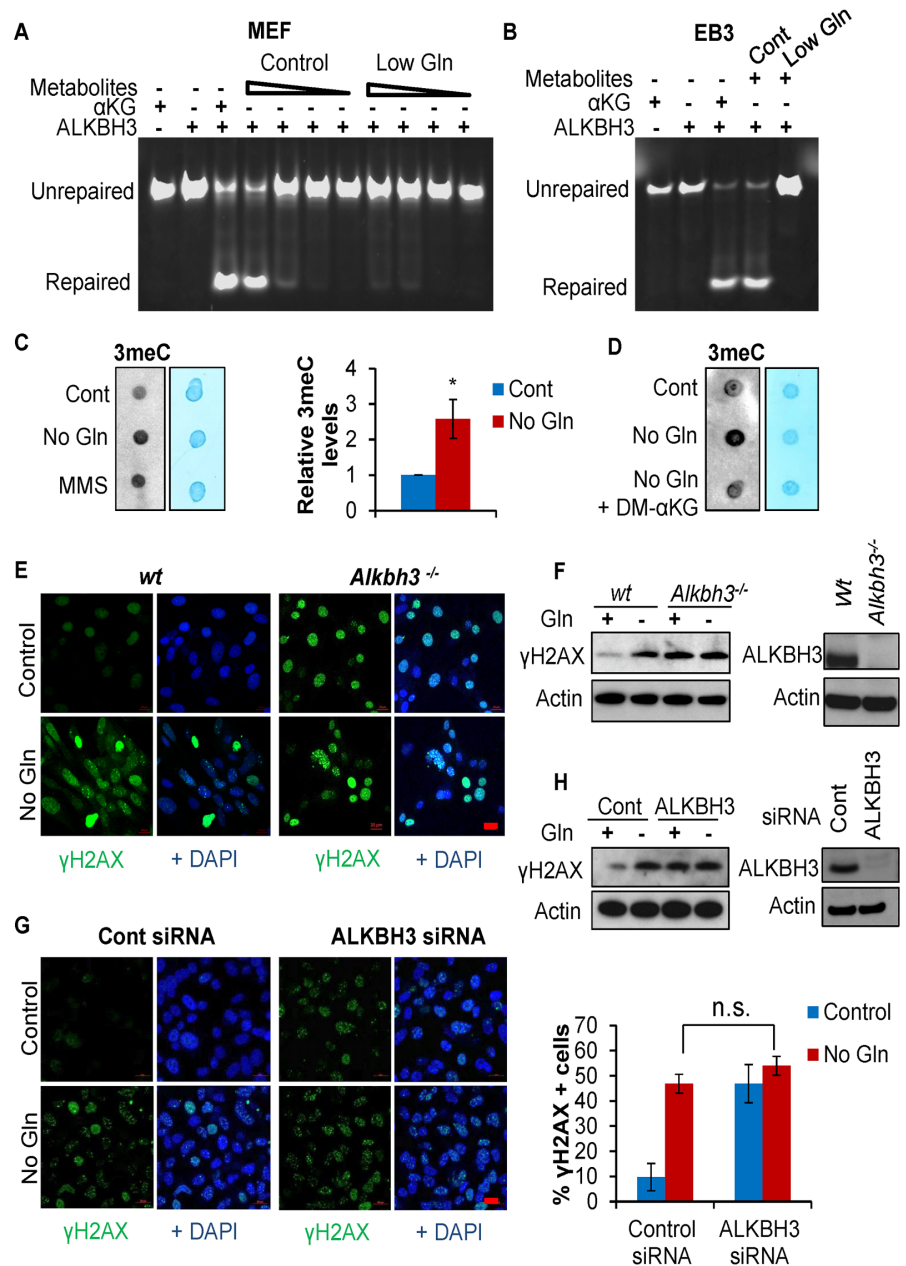 A
MEF
Control
Low Gln
Metabolites - - -
αKG + - +
ALKBH3 - + + + + + + + + + +
Unrepaired
Repaired
B
EB3
Cont
Low Gln
Metabolites - - - + +
αKG + - +
ALKBH3 - + + + +
Unrepaired
Repaired
C
3meC
Cont
No Gln
MMS
Relative 3meC
levels
4
3
2
1
0
*
Cont
No Gln
D
3meC
Cont
No Gln
No Gln
+ DM-αKG
E
wt
Alkbh3 -/-
Control
No Gln
γH2AX
+ DAPI
γH2AX
+ DAPI
F
wt
Alkbh3-/-
Gln + - + -
γH2AX
Actin
Wt
Alkbh3-/-
ALKBH3
Actin
H
Cont
ALKBH3
Gln + - + -
γH2AX
Actin
siRNA
Cont
ALKBH3
ALKBH3
Actin
G
Cont siRNA
ALKBH3 siRNA
Control
No Gln
γH2AX
+ DAPI
γH2AX
+ DAPI
% γH2AX + cells
70
60
50
40
30
20
10
0
n.s.
Control
No Gln
Control
siRNA
ALKBH3
siRNA